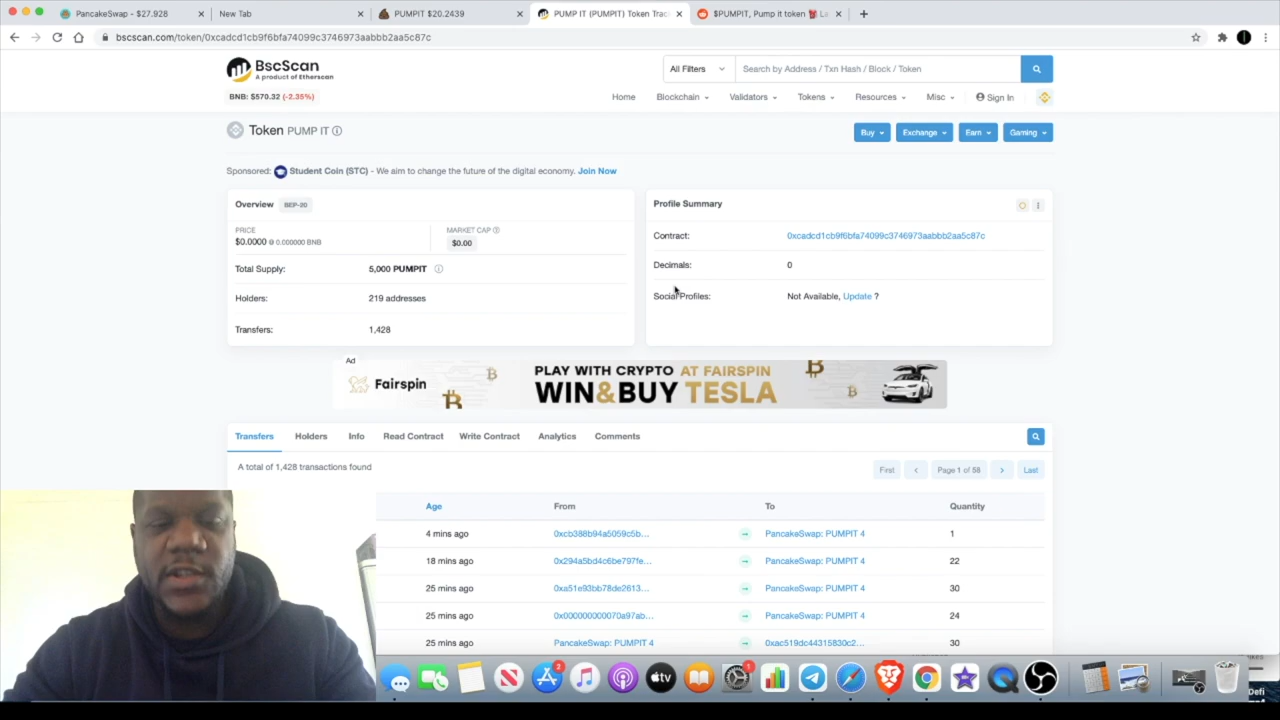 PancakeSwap - $27.928
New Tab
PUMPIT $20.2439
PUMP IT (PUMPIT) Token Trac
$PUMPIT, Pump it token
bscscan.com/token/0xcadcd1cb9f6bfa74099c3746973aabbb2aa5c87c
BscScan
A product of Etherscan
All Filters
Search by Address / Txn Hash / Block / Token
BNB: $570.32 (-2.35%)
Home Blockchain Validators Tokens Resources Misc Sign In
Token PUMP IT
Buy Exchange Earn Gaming
Sponsored: Student Coin (STC) - We aim to change the future of the digital economy. Join Now
Overview BEP-20
PRICE
$0.0000 @ 0.000000 BNB
MARKET CAP
$0.00
Total Supply: 5,000 PUMPIT
Holders: 219 addresses
Transfers: 1,428
Profile Summary
Contract: 0xcadcd1cb9f6bfa74099c3746973aabbb2aa5c87c
Decimals: 0
Social Profiles: Not Available, Update ?
Ad
Fairspin
PLAY WITH CRYPTO AT FAIRSPIN
WIN&BUY TESLA
Transfers Holders Info Read Contract Write Contract Analytics Comments
A total of 1,428 transactions found
First Page 1 of 58 Last
Age From To Quantity
4 mins ago 0xcb388b94a5059c5b... PancakeSwap: PUMPIT 4 1
18 mins ago 0x294a5bd4c6be797fe... PancakeSwap: PUMPIT 4 22
25 mins ago 0xa51e93bb78de2613... PancakeSwap: PUMPIT 4 30
25 mins ago 0x000000000070a97ab... PancakeSwap: PUMPIT 4 24
25 mins ago PancakeSwap: PUMPIT 4 0xac519dc44315830c2... 30
2
tv
1
Defi